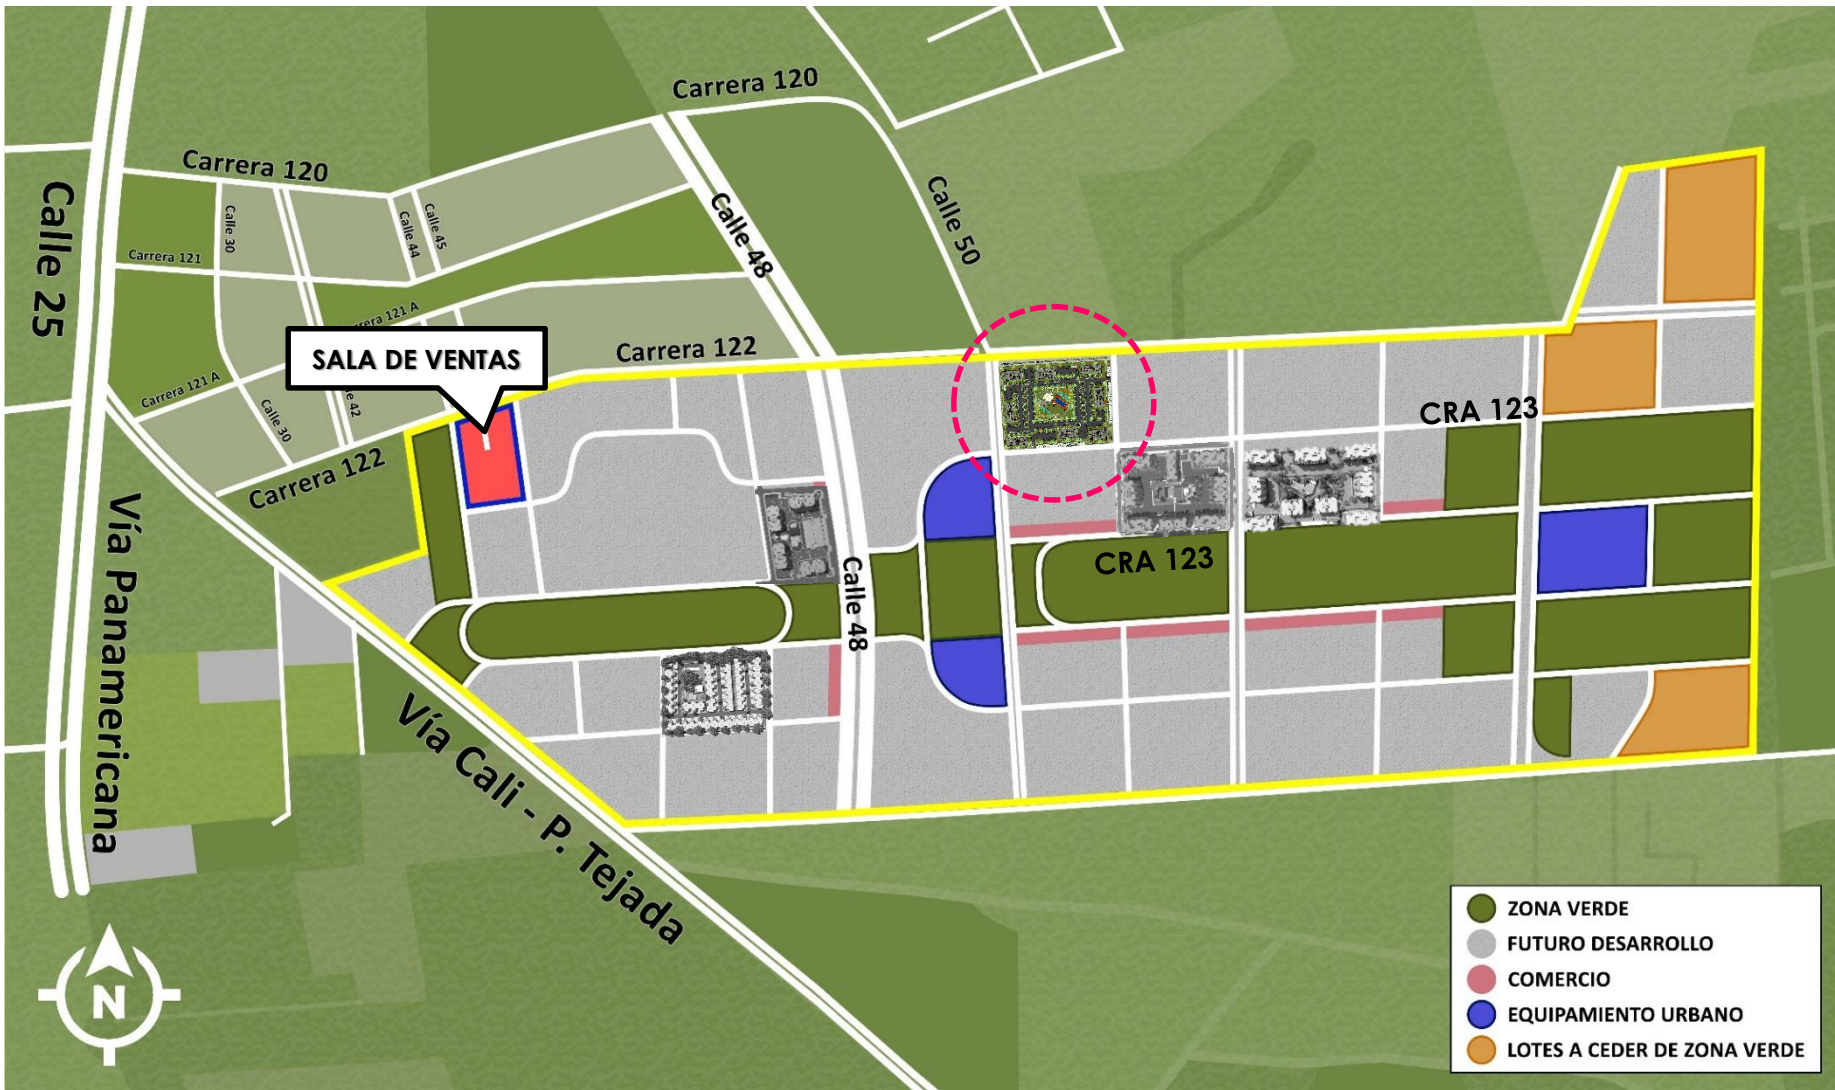 Carrera 120
Carrera 120
Calle 25
Calle 30
Calle 44
Calle 45
Calle 48
Calle 50
Carrera 121
Carrera 121 A
SALA DE VENTAS
Carrera 122
Carrera 121 A
Calle 30
42
CRA 123
Carrera 122
Vía Panamericana
CRA 123
Calle 48
Vía Cali - P. Tejada
N
ZONA VERDE
FUTURO DESARROLLO
COMERCIO
EQUIPAMIENTO URBANO
LOTES A CEDER DE ZONA VERDE